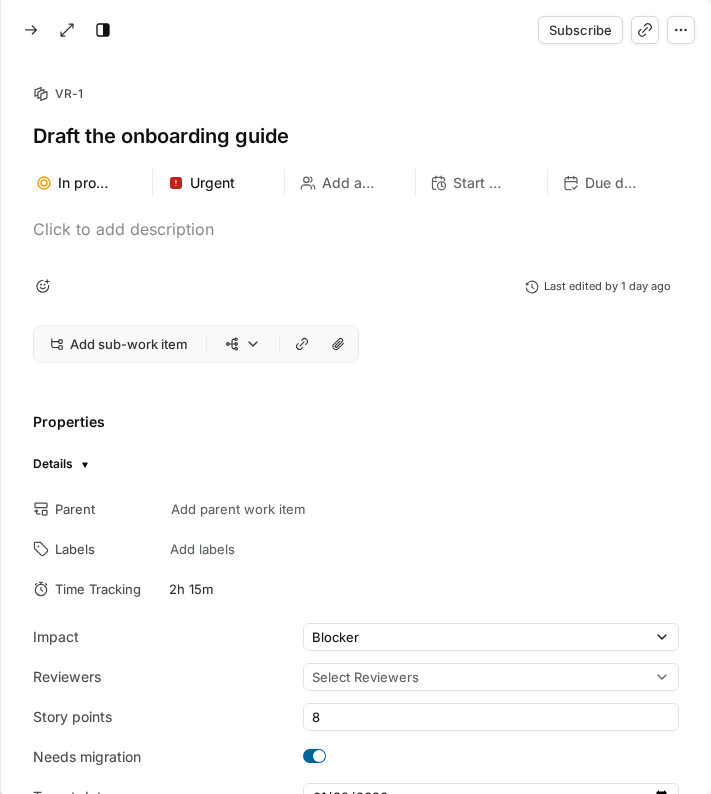 Subscribe
VR-1
Draft the onboarding guide
In pro... Urgent Add a... Start ... Due d...
Click to add description
Last edited by 1 day ago
Add sub-work item
Properties
Details
Parent Add parent work item
Labels Add labels
Time Tracking 2h 15m
Impact Blocker
Reviewers Select Reviewers
Story points 8
Needs migration